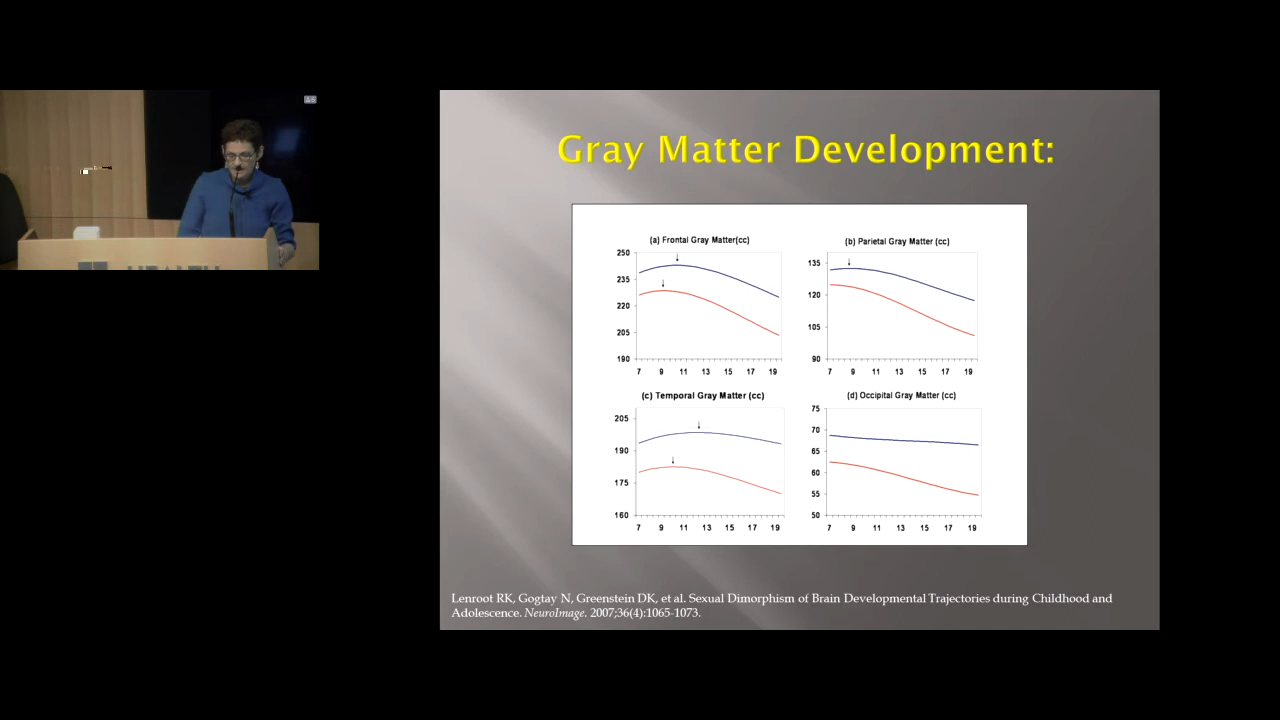 Gray Matter Development:
(a) Frontal Gray Matter(cc)
250
235
220
205
190
7 9 11 13 15 17 19
(b) Parietal Gray Matter (cc)
135
120
105
90
7 9 11 13 15 17 19
(c) Temporal Gray Matter (cc)
205
190
175
160
7 9 11 13 15 17 19
(d) Occipital Gray Matter (cc)
75
70
65
60
55
50
7 9 11 13 15 17 19
Lenroot RK, Gogtay N, Greenstein DK, et al. Sexual Dimorphism of Brain Developmental Trajectories during Childhood and
Adolescence. NeuroImage. 2007;36(4):1065-1073.